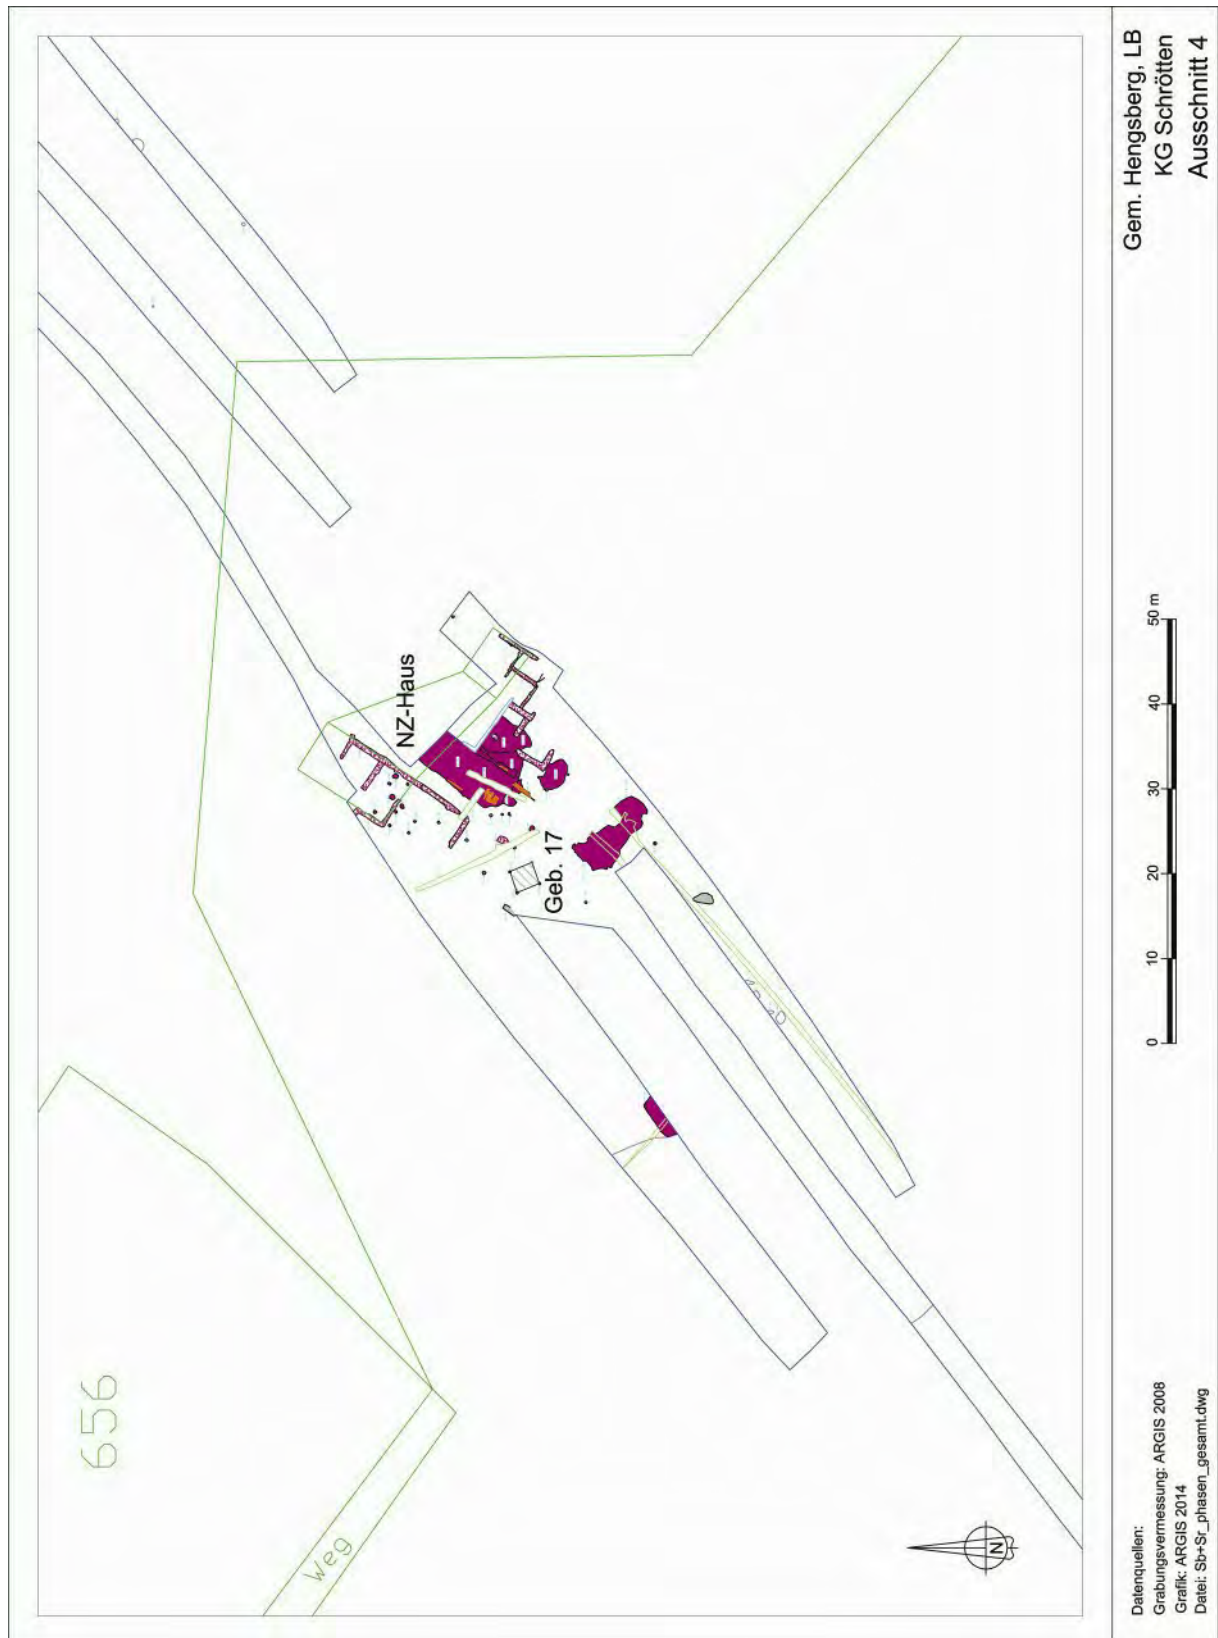 656
Weg
NZ-Haus
Geb. 17
N
Datenquellen:
Grabungsvermessung: ARGIS 2008
Grafik: ARGIS 2014
Datei: Sb+Sr_phasen_gesamt.dwg
0 10 20 30 40 50 m
Gem. Hengsberg, LB
KG Schrötten
Ausschnitt 4